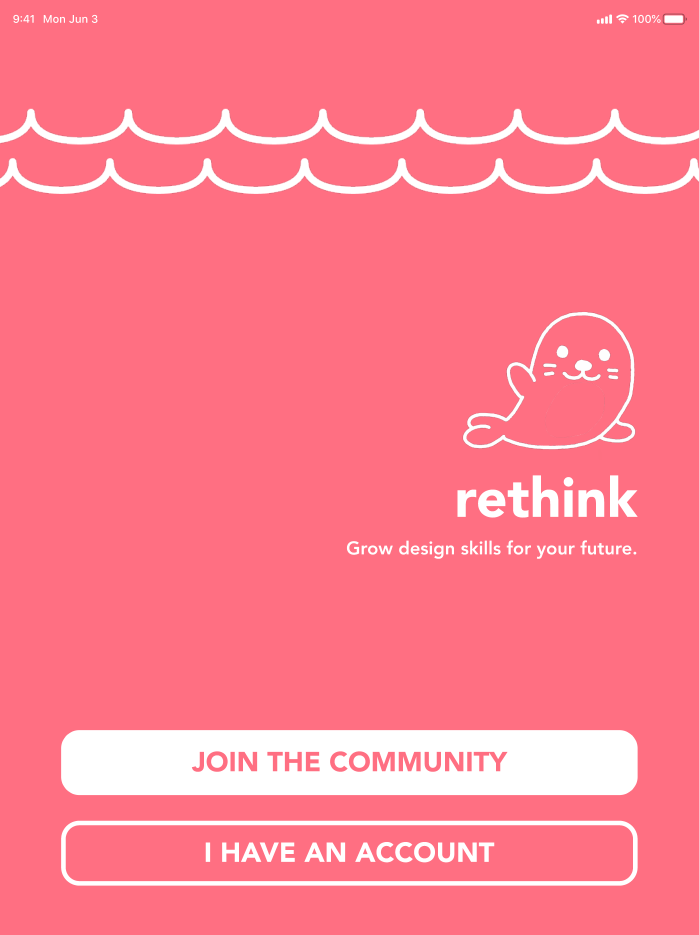 9:41 Mon Jun 3 100%
rethink
Grow design skills for your future.
JOIN THE COMMUNITY
I HAVE AN ACCOUNT